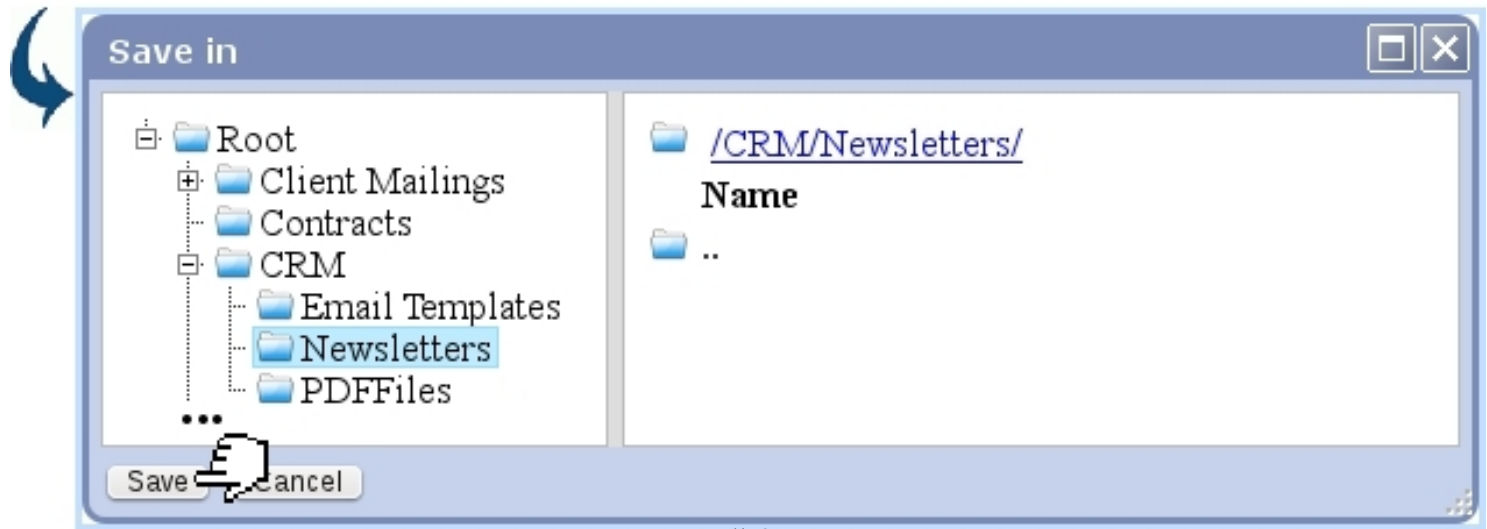 Save in
Root
Client Mailings
Contracts
CRM
Email Templates
Newsletters
PDFFiles
...
/CRM/Newsletters/
Name
..
Save
Cancel